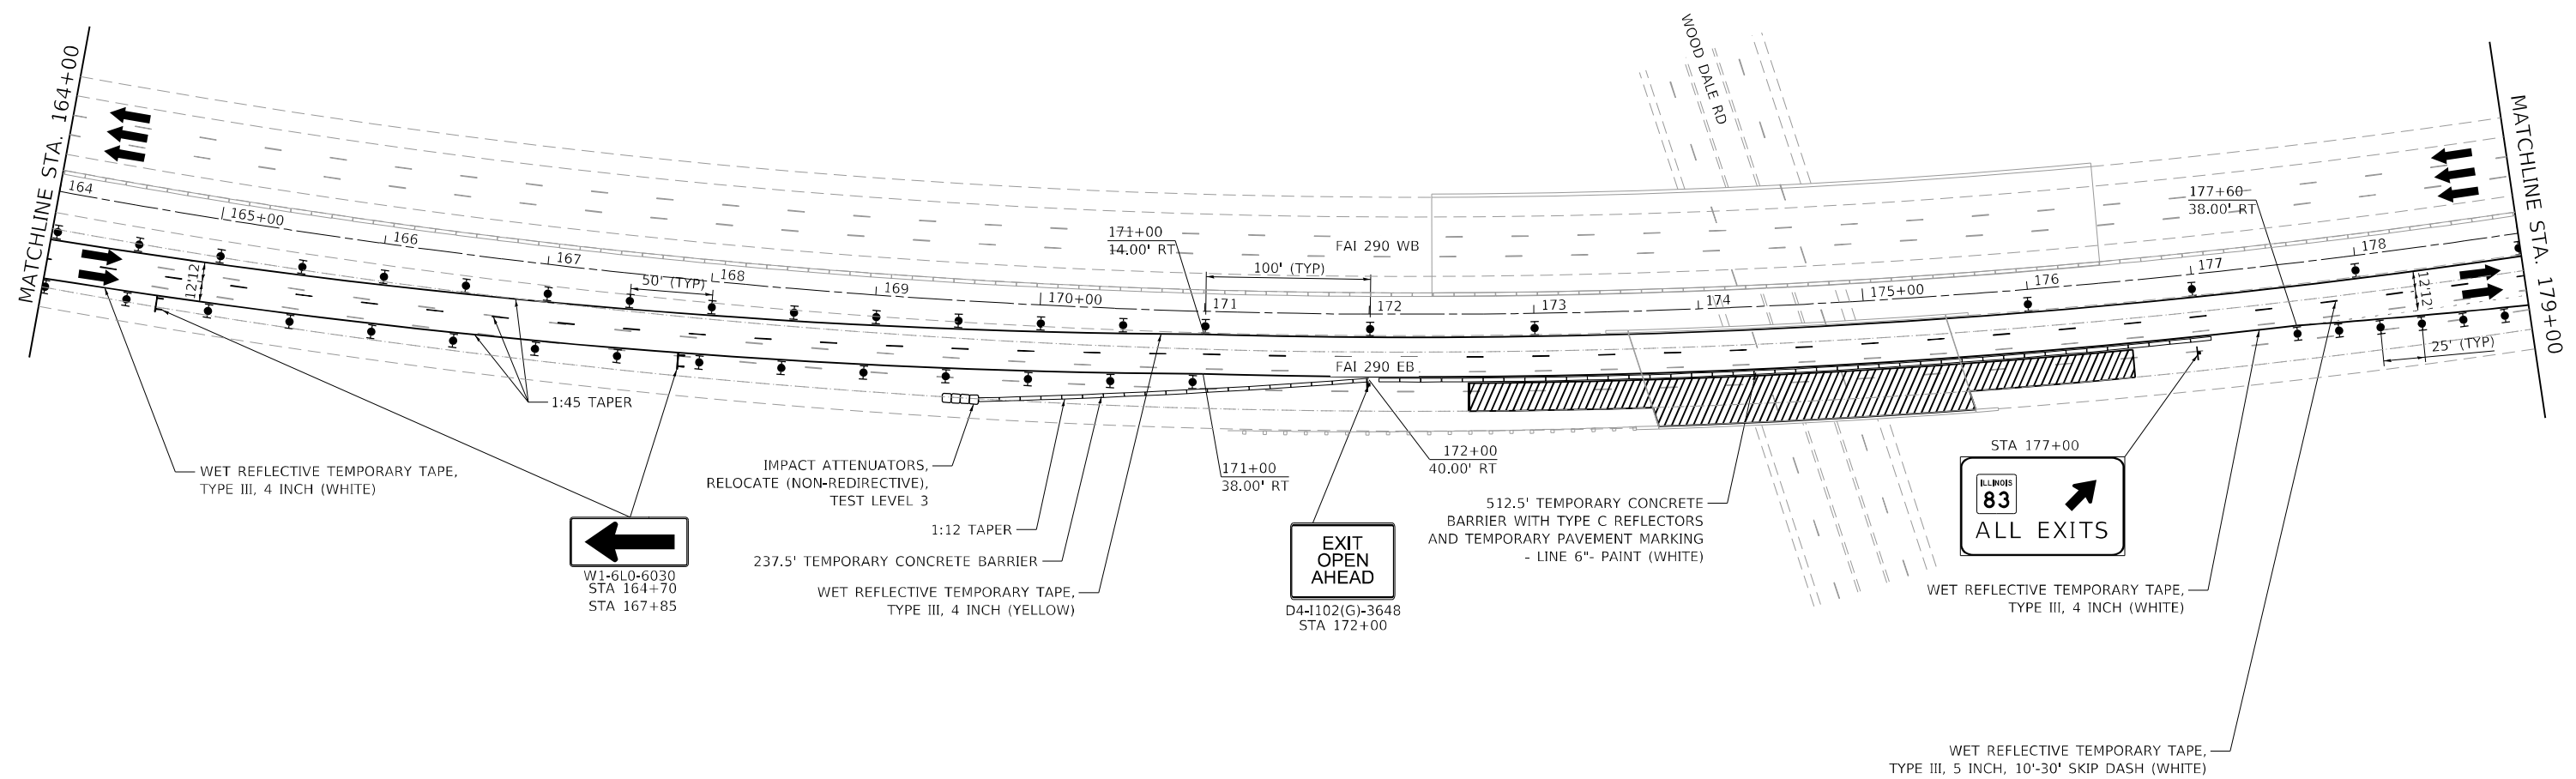 MATCHLINE STA. 164+00
164
165+00
166
167
168
169
170+00
171
172
173
174
175+00
176
177
178
WOOD DALE RD
MATCHLINE STA. 179+00
171+00
14.00' RT
FAI 290 WB
100' (TYP)
50' (TYP)
177+60
38.00' RT
12'12
12'12
FAI 290 EB
25' (TYP)
1:45 TAPER
WET REFLECTIVE TEMPORARY TAPE,
TYPE III, 4 INCH (WHITE)
W1-6L0-6030
STA 164+70
STA 167+85
IMPACT ATTENUATORS,
RELOCATE (NON-REDIRECTIVE),
TEST LEVEL 3
1:12 TAPER
237.5' TEMPORARY CONCRETE BARRIER
WET REFLECTIVE TEMPORARY TAPE,
TYPE III, 4 INCH (YELLOW)
171+00
38.00' RT
172+00
40.00' RT
EXIT
OPEN
AHEAD
D4-I102(G)-3648
STA 172+00
512.5' TEMPORARY CONCRETE
BARRIER WITH TYPE C REFLECTORS
AND TEMPORARY PAVEMENT MARKING
- LINE 6"- PAINT (WHITE)
STA 177+00
ILLINOIS
83
ALL EXITS
WET REFLECTIVE TEMPORARY TAPE,
TYPE III, 4 INCH (WHITE)
WET REFLECTIVE TEMPORARY TAPE,
TYPE III, 5 INCH, 10'-30' SKIP DASH (WHITE)